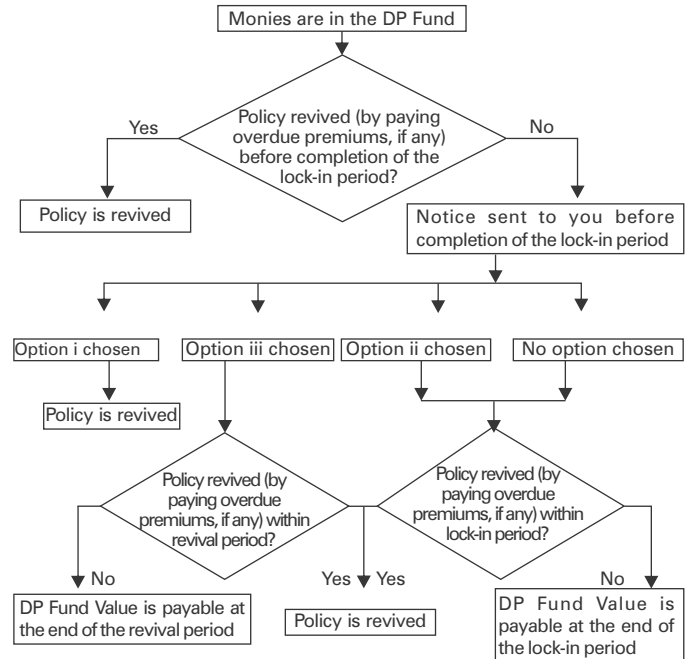 Monies are in the DP Fund
Policy revived (by
paying overdue
premiums, if any)
before completion of the
lock-in period?
Yes
No
Policy is revived
Notice sent to you before
completion of the lock-in period
Option i chosen
Option iii chosen
Option ii chosen
No option chosen
Policy is revived
Policy revived (by
paying overdue
premiums, if any) within
revival period?
Policy revived (by
paying overdue
premiums, if any) within
lock-in period?
No
Yes
Yes
No
DP Fund Value is payable at
the end of the revival period
Policy is revived
DP Fund Value is
payable at the end of
the lock-in period